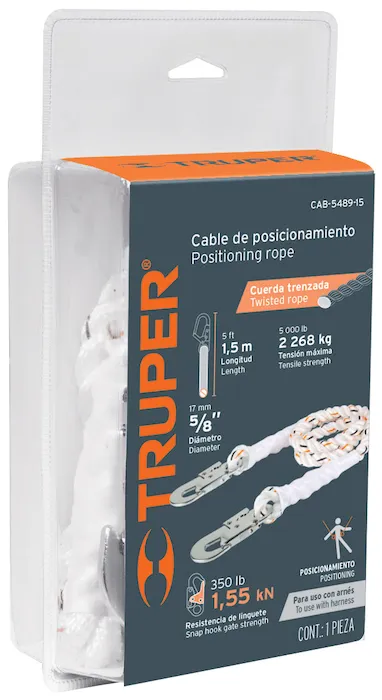 TRUPER
CAB-5489-15
Cable de posicionamiento
Positioning rope
Cuerda trenzada
Twisted rope
5 ft
1,5 m
Longitud
Length
5 000 lb
2 268 kg
Tensión máxima
Tensile strength
17 mm
5/8"
Diámetro
Diameter
TRUPER®
350 lb
1,55 kN
Resistencia de linguete
Snap hook gate strength
POSICIONAMIENTO
POSITIONING
Para uso con arnés
To use with harness
CONT.: 1 PIEZA